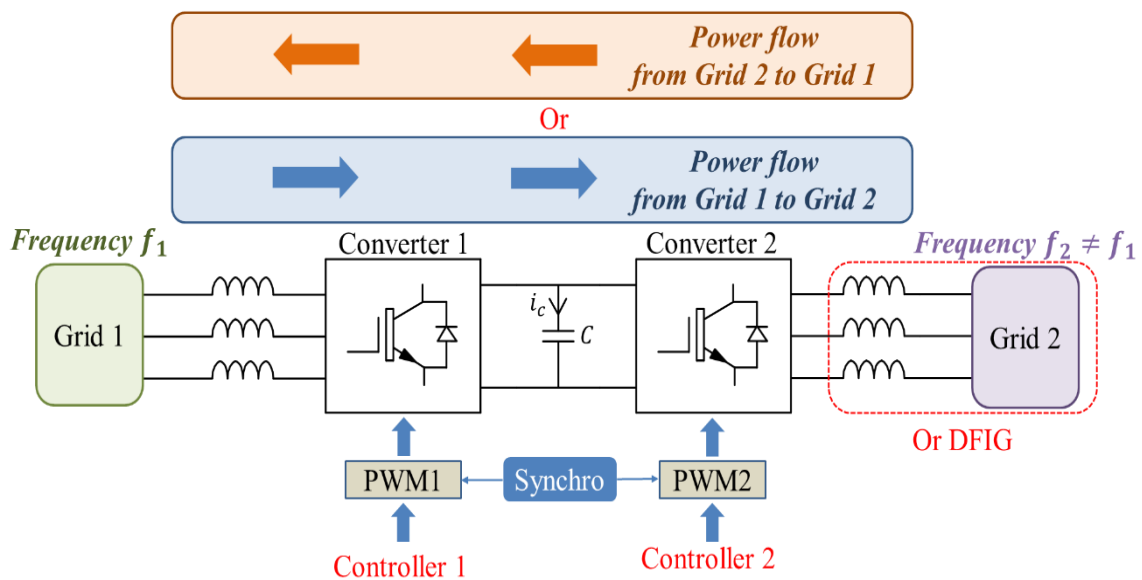 Power flow
from Grid 2 to Grid 1
Or
Power flow
from Grid 1 to Grid 2
Frequency f₁
Converter 1
Converter 2
Frequency f₂ ≠ f₁
Grid 1
i_c
C
Grid 2
Or DFIG
PWM1
Synchro
PWM2
Controller 1
Controller 2